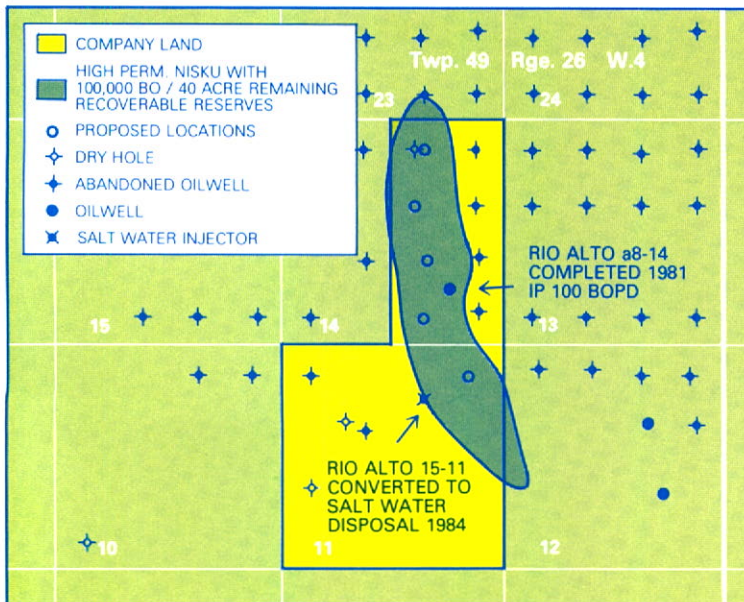 COMPANY LAND
HIGH PERM. NISKU WITH
100,000 BO / 40 ACRE REMAINING
RECOVERABLE RESERVES
PROPOSED LOCATIONS
DRY HOLE
ABANDONED OILWELL
OILWELL
SALT WATER INJECTOR
Twp. 49 Rge. 26 W.4
23
24
RIO ALTO a8-14
COMPLETED 1981
IP 100 BOPD
15
14
13
RIO ALTO 15-11
CONVERTED TO
SALT WATER
DISPOSAL 1984
10
11
12